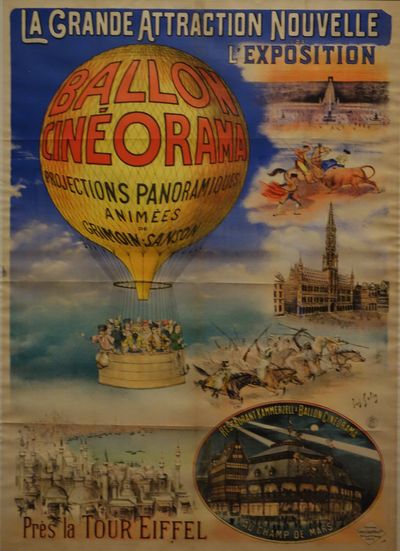 LA GRANDE ATTRACTION NOUVELLE
DE
L'EXPOSITION
BALLON
CINÉORAMA
PROJECTIONS PANORAMIQUES
ANIMÉES
DE
GRIMOIN-SANSON
RESTAURANT KAMMERZELL & BALLON CINÉORAMA
CHAMP DE MARS
Près la TOUR EIFFEL